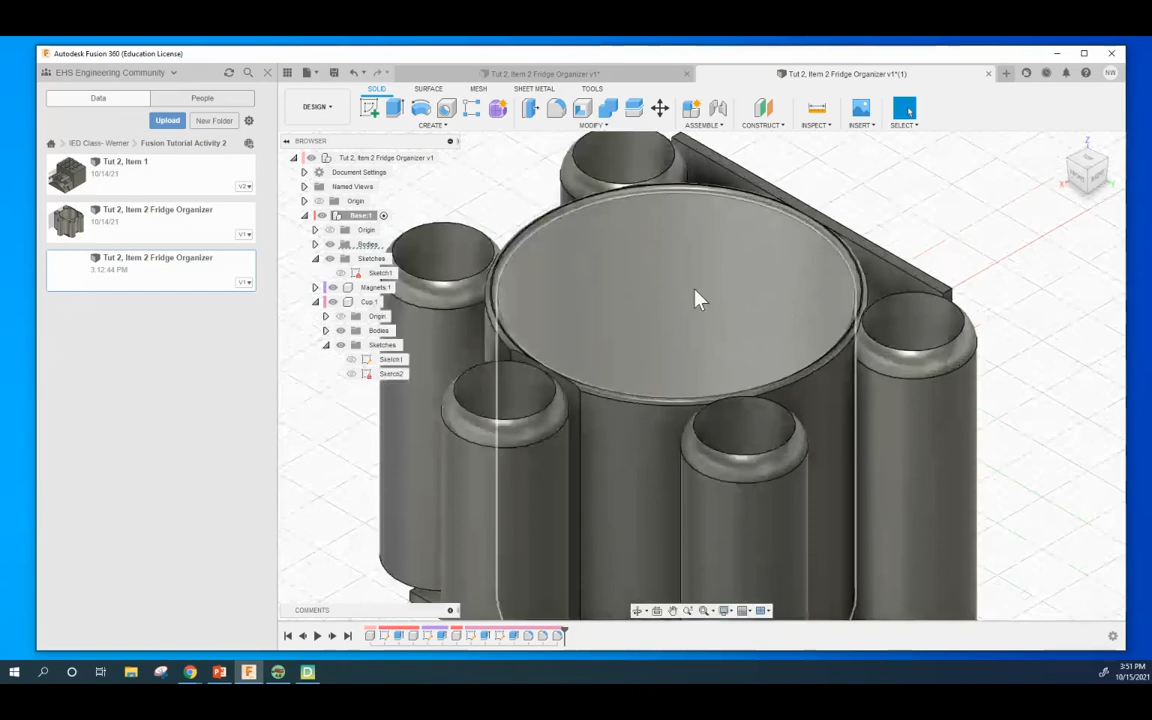 Autodesk Fusion 360 (Education License)
EHS Engineering Community
Tut 2, Item 2 Fridge Organizer v1*
Tut 2, Item 2 Fridge Organizer v1*(1)
NW
Data
People
Upload
New Folder
IED Class- Werner
Fusion Tutorial Activity 2
Tut 2, Item 1
10/14/21
V2
Tut 2, Item 2 Fridge Organizer
10/14/21
V1
Tut 2, Item 2 Fridge Organizer
3:12:44 PM
V1
DESIGN
SOLID
SURFACE
MESH
SHEET METAL
TOOLS
CREATE
MODIFY
ASSEMBLE
CONSTRUCT
INSPECT
INSERT
SELECT
BROWSER
Tut 2, Item 2 Fridge Organizer v1
Document Settings
Named Views
Origin
Base:1
Origin
Bodies
Sketches
Sketch1
Magnets:1
Cup:1
Origin
Bodies
Sketches
Sketch1
Sketch2
Z
X
Y
FRONT
RIGHT
COMMENTS
3:51 PM
10/15/2021